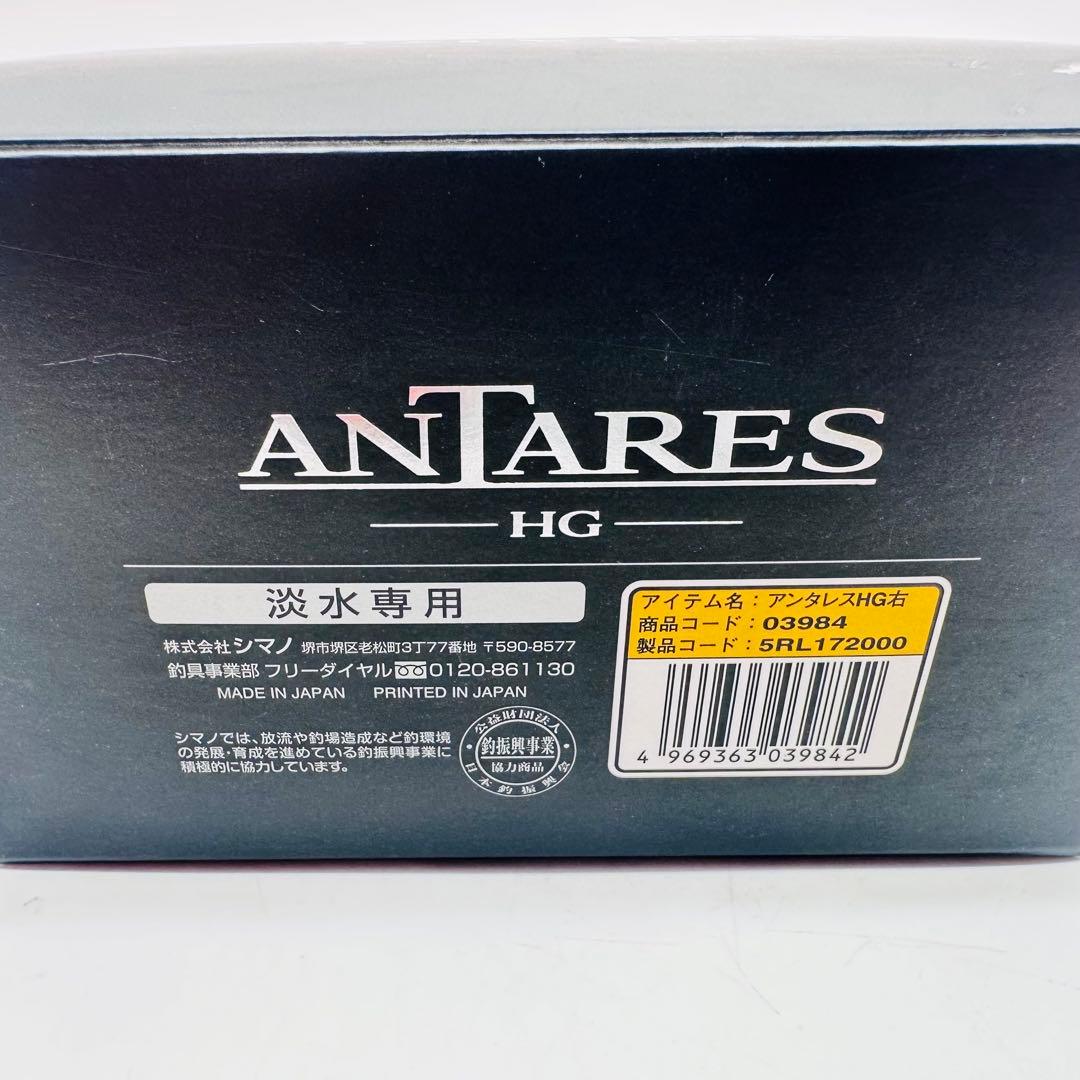 ANTARES
HG
淡水専用
株式会社シマノ 堺市堺区老松町3丁77番地 〒590-8577
釣具事業部 フリーダイヤル 0120-861130
MADE IN JAPAN PRINTED IN JAPAN
シマノでは、放流や釣場造成など釣環境
の発展・育成を進めている釣振興事業に
積極的に協力しています。
公益財団法人
釣振興事業
協力商品
日本釣振興会
アイテム名：アンタレスHG右
商品コード：03984
製品コード：5RL172000
4 969363 039842